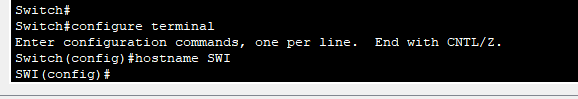 Switch#
Switch#configure terminal
Enter configuration commands, one per line.  End with CNTL/Z.
Switch(config)#hostname SWI
SWI(config)#